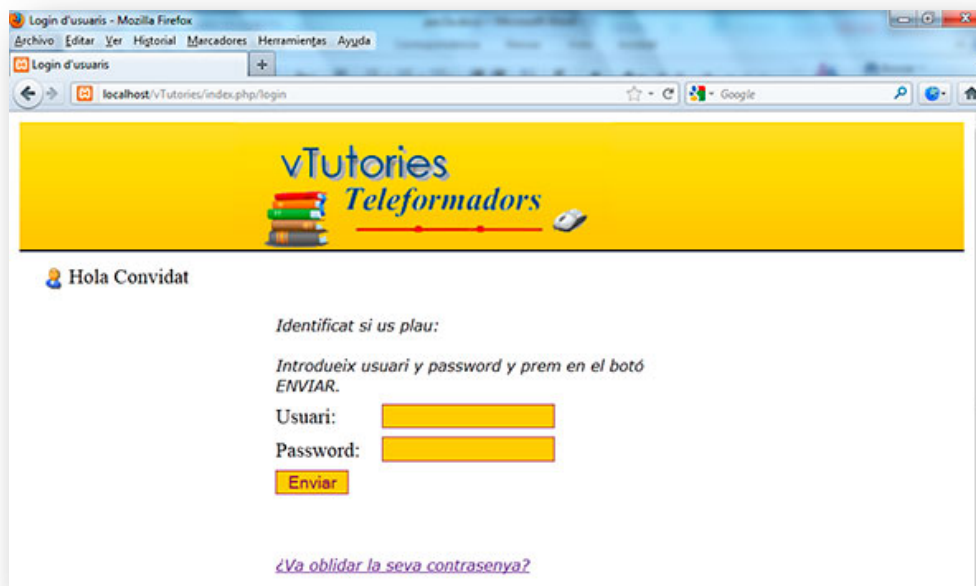 Login d'usuaris - Mozilla Firefox
Archivo Editar Ver Historial Marcadores Herramientas Ayuda
Login d'usuaris
localhost/vTutories/index.php/login
Google
vTutories
Teleformadors
Hola Convidat
Identificat si us plau:
Introdueix usuari y password y prem en el botó
ENVIAR.
Usuari:
Password:
Enviar
¿Va oblidar la seva contrasenya?